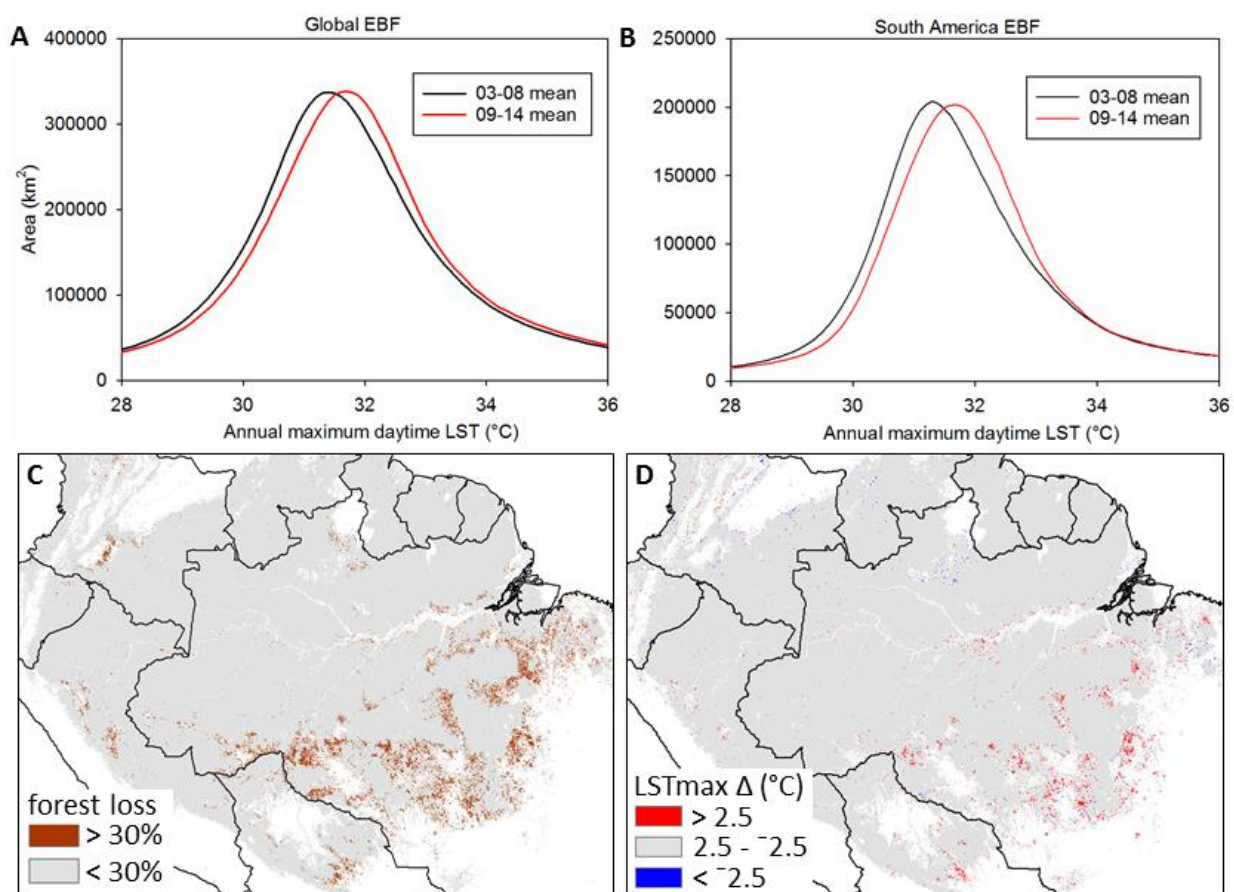 A
Global EBF
400000
300000
200000
100000
0
Area (km²)
03-08 mean
09-14 mean
28 30 32 34 36
Annual maximum daytime LST (°C)
B
South America EBF
250000
200000
150000
100000
50000
0
03-08 mean
09-14 mean
28 30 32 34 36
Annual maximum daytime LST (°C)
C
forest loss
> 30%
< 30%
D
LSTmax Δ (°C)
> 2.5
2.5 - ⁻2.5
< ⁻2.5